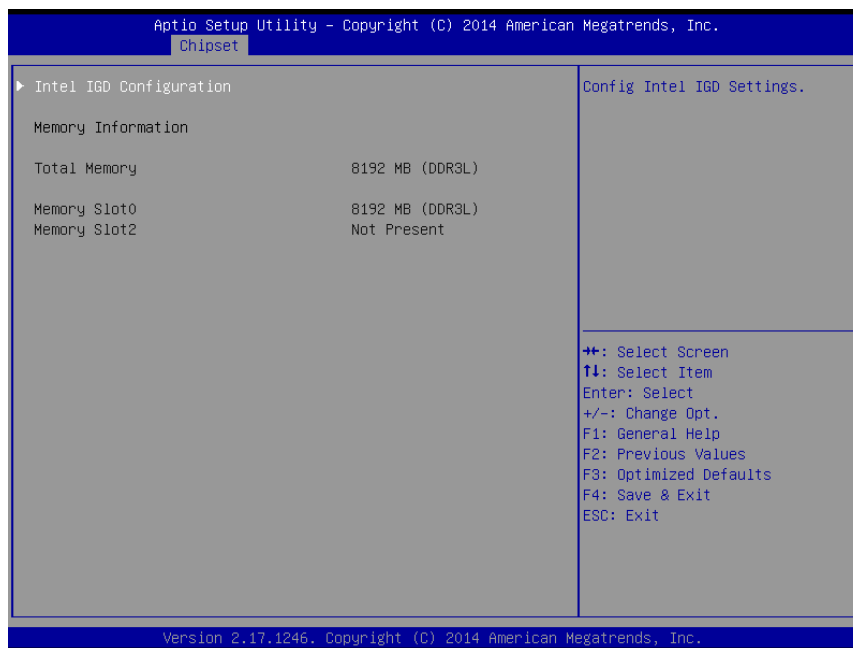 Aptio Setup Utility – Copyright (C) 2014 American Megatrends, Inc.
Chipset
▶ Intel IGD Configuration
Config Intel IGD Settings.
Memory Information
Total Memory 8192 MB (DDR3L)
Memory Slot0 8192 MB (DDR3L)
Memory Slot2 Not Present
→←: Select Screen
↑↓: Select Item
Enter: Select
+/-: Change Opt.
F1: General Help
F2: Previous Values
F3: Optimized Defaults
F4: Save & Exit
ESC: Exit
Version 2.17.1246. Copyright (C) 2014 American Megatrends, Inc.